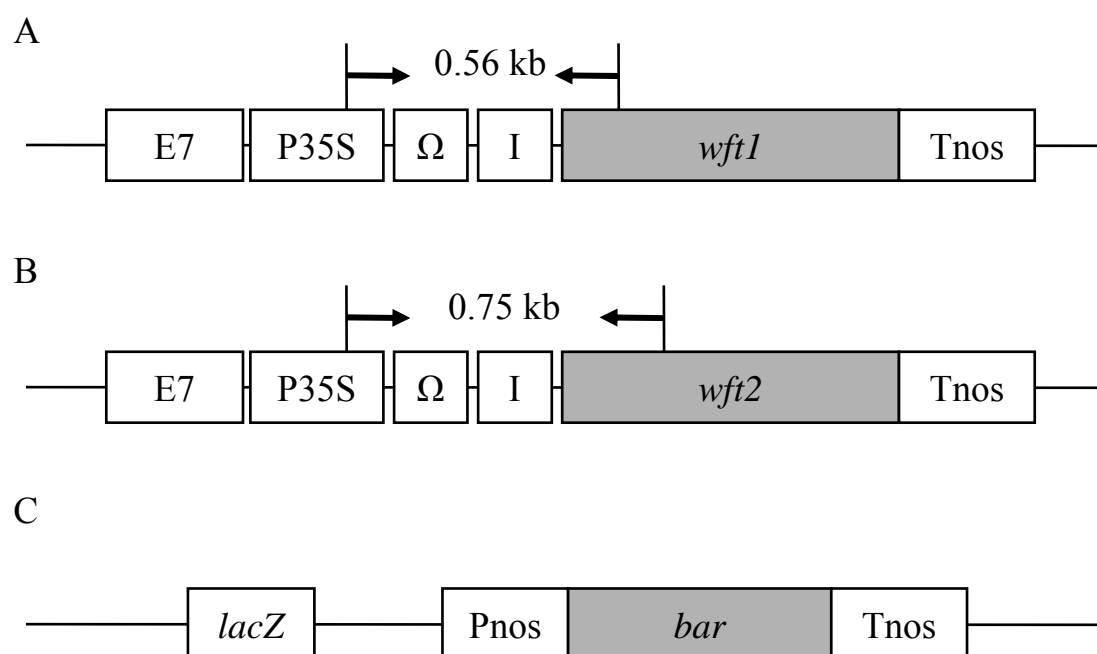 A
0.56 kb
E7 P35S Ω I wft1 Tnos
B
0.75 kb
E7 P35S Ω I wft2 Tnos
C
lacZ Pnos bar Tnos